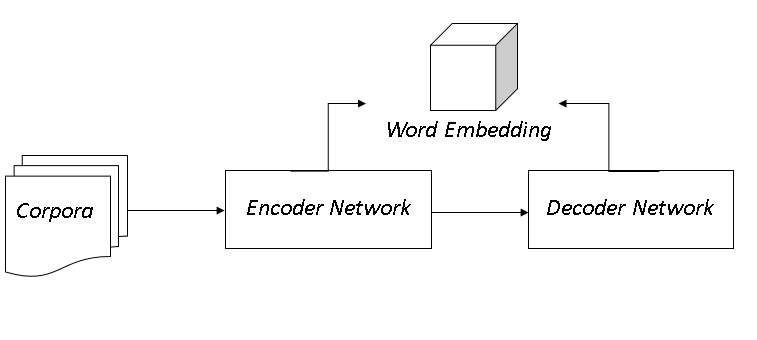 Word Embedding
Corpora
Encoder Network
Decoder Network